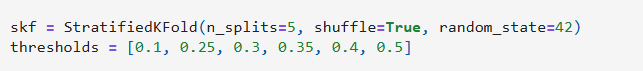 skf = StratifiedKFold(n_splits=5, shuffle=True, random_state=42)
thresholds = [0.1, 0.25, 0.3, 0.35, 0.4, 0.5]